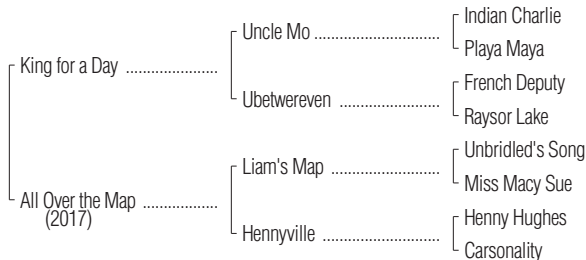 Indian Charlie
Uncle Mo
Playa Maya
King for a Day
French Deputy
Ubetwereven
Raysor Lake
Unbridled's Song
Liam's Map
Miss Macy Sue
All Over the Map
(2017)
Henny Hughes
Hennyville
Carsonality